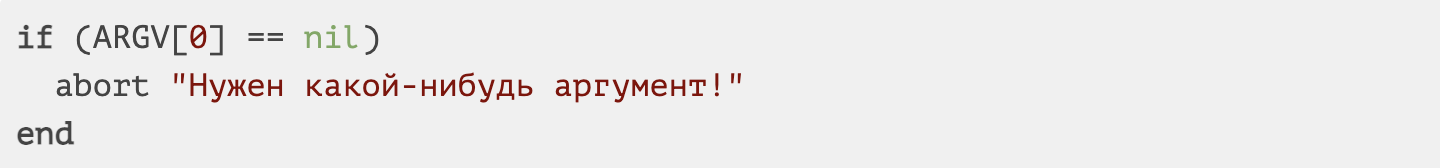 if (ARGV[0] == nil)
  abort "Нужен какой-нибудь аргумент!"
end